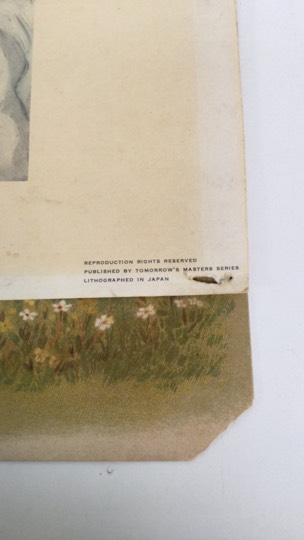 REPRODUCTION RIGHTS RESERVED
PUBLISHED BY TOMORROW'S MASTERS SERIES
LITHOGRAPHED IN JAPAN